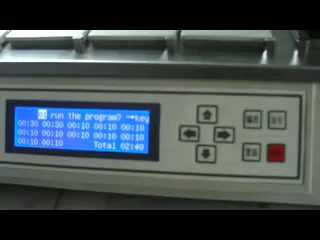 01 run the program? →key
00:30 00:30 00:10 00:10 00:10
00:10 00:10 00:10 00:10 00:10
00:10 00:10 Total 02:40